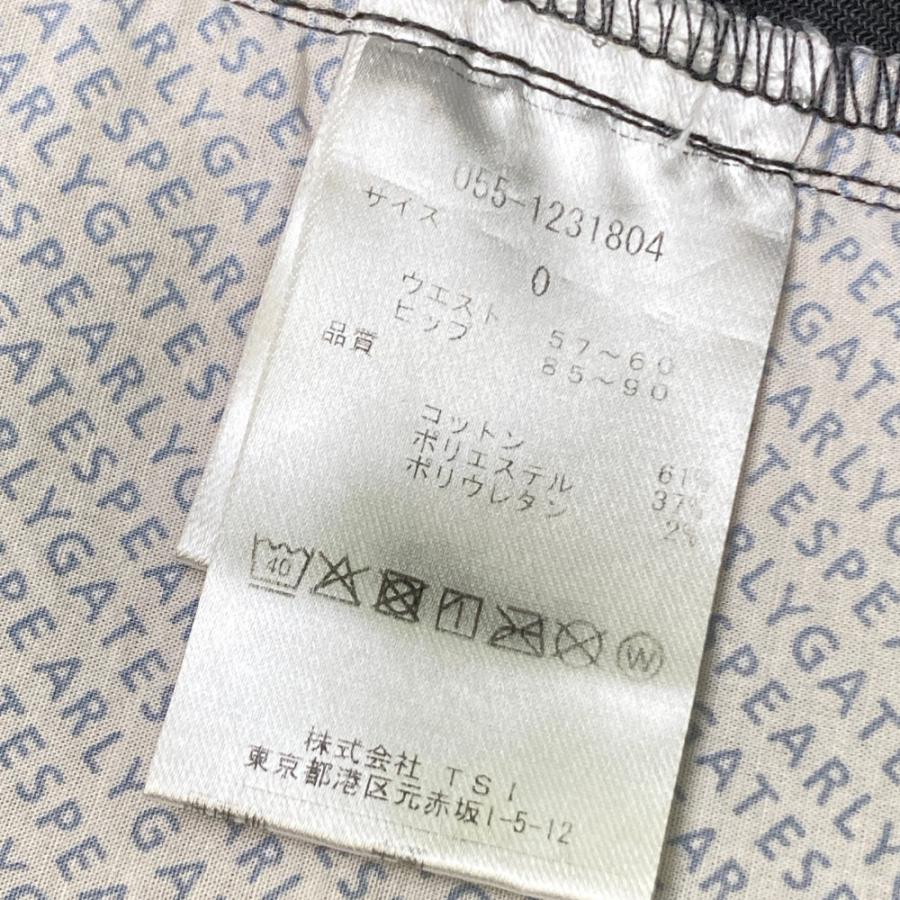 055-1231804
サイズ
0
ウエスト 57〜60
ヒップ 85〜90
品質
コットン 61%
ポリエステル 37%
ポリウレタン 2%
40
W
株式会社 TSI
東京都港区元赤坂1-5-12
PEARLYGATES